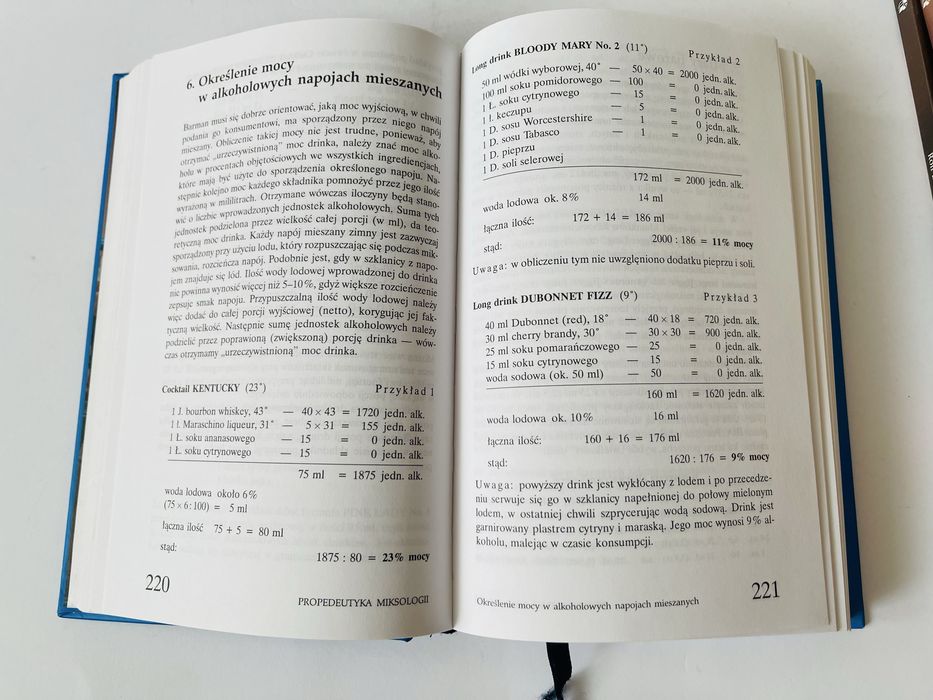 6. Określenie mocy
w alkoholowych napojach mieszanych
Barman musi się dobrze orientować, jaką moc wyjściową, w chwili
podania go konsumentowi, ma sporządzony przez niego napój
mieszany. Obliczenie takiej mocy nie jest trudne, ponieważ, aby
otrzymać „urzeczywistnioną” moc drinka, należy znać moc alko-
holu w procentach objętościowych we wszystkich ingrediencjach,
które mają być użyte do sporządzenia określonego napoju. Na-
stępnie kolejno moc każdego składnika pomnożyć przez jego ilość
wyrażoną w mililitrach. Otrzymane wówczas iloczyny będą stano-
wić o liczbie wprowadzonych jednostek alkoholowych. Suma tych
jednostek podzielona przez wielkość całej porcji (w ml), da teo-
retyczną moc drinka. Każdy napój mieszany zimny jest zazwyczaj
sporządzony przy użyciu lodu, który rozpuszczając się podczas mik-
sowania, rozcieńcza napój. Podobnie jest, gdy w szklanicy z napo-
jem znajduje się lód. Ilość wody lodowej wprowadzonej do drinka
nie powinna wynosić więcej niż 5–10%, gdyż większe rozcieńczenie
zepsuje smak napoju. Przypuszczalną ilość wody lodowej należy
więc dodać do całej porcji wyjściowej (netto), korygując jej fak-
tyczną wielkość. Następnie sumę jednostek alkoholowych należy
podzielić przez poprawioną (zwiększoną) porcję drinka — wów-
czas otrzymamy „urzeczywistnioną” moc drinka.
Cocktail KENTUCKY (23°) Przykład 1
1 J. bourbon whiskey, 43° — 40 × 43 = 1720 jedn. alk.
1 ł. Maraschino liqueur, 31° — 5 × 31 = 155 jedn. alk.
1 Ł. soku ananasowego — 15 = 0 jedn. alk.
1 Ł. soku cytrynowego — 15 = 0 jedn. alk.
75 ml = 1875 jedn. alk.
woda lodowa około 6%
(75 × 6 : 100) = 5 ml
łączna ilość 75 + 5 = 80 ml
stąd:
1875 : 80 = 23% mocy
220
PROPEDEUTYKA MIKSOLOGII
Long drink BLOODY MARY No. 2 (11°) Przykład 2
50 ml wódki wyborowej, 40° — 50 × 40 = 2000 jedn. alk.
100 ml soku pomidorowego — 100 = 0 jedn. alk.
1 Ł. soku cytrynowego — 15 = 0 jedn. alk.
1 ł. keczupu — 5 = 0 jedn. alk.
1 D. sosu Worcestershire — 1 = 0 jedn. alk.
1 D. sosu Tabasco — 1 = 0 jedn. alk.
1 D. pieprzu
1 D. soli selerowej
172 ml = 2000 jedn. alk.
woda lodowa ok. 8% 14 ml
łączna ilość: 172 + 14 = 186 ml
stąd: 2000 : 186 = 11% mocy
Uwaga: w obliczeniu tym nie uwzględniono dodatku pieprzu i soli.
Long drink DUBONNET FIZZ (9°) Przykład 3
40 ml Dubonnet (red), 18° — 40 × 18 = 720 jedn. alk.
30 ml cherry brandy, 30° — 30 × 30 = 900 jedn. alk.
25 ml soku pomarańczowego — 25 = 0 jedn. alk.
15 ml soku cytrynowego — 15 = 0 jedn. alk.
woda sodowa (ok. 50 ml) — 50 = 0 jedn. alk.
160 ml = 1620 jedn. alk.
woda lodowa ok. 10% 16 ml
łączna ilość: 160 + 16 = 176 ml
stąd: 1620 : 176 = 9% mocy
Uwaga: powyższy drink jest wykłócany z lodem i po przecedze-
niu serwuje się go w szklanicy napełnionej do połowy mielonym
lodem, w ostatniej chwili szprycerując wodą sodową. Drink jest
garnirowany plastrem cytryny i maraską. Jego moc wynosi 9% al-
koholu, malejąc w czasie konsumpcji.
Określenie mocy w alkoholowych napojach mieszanych
221